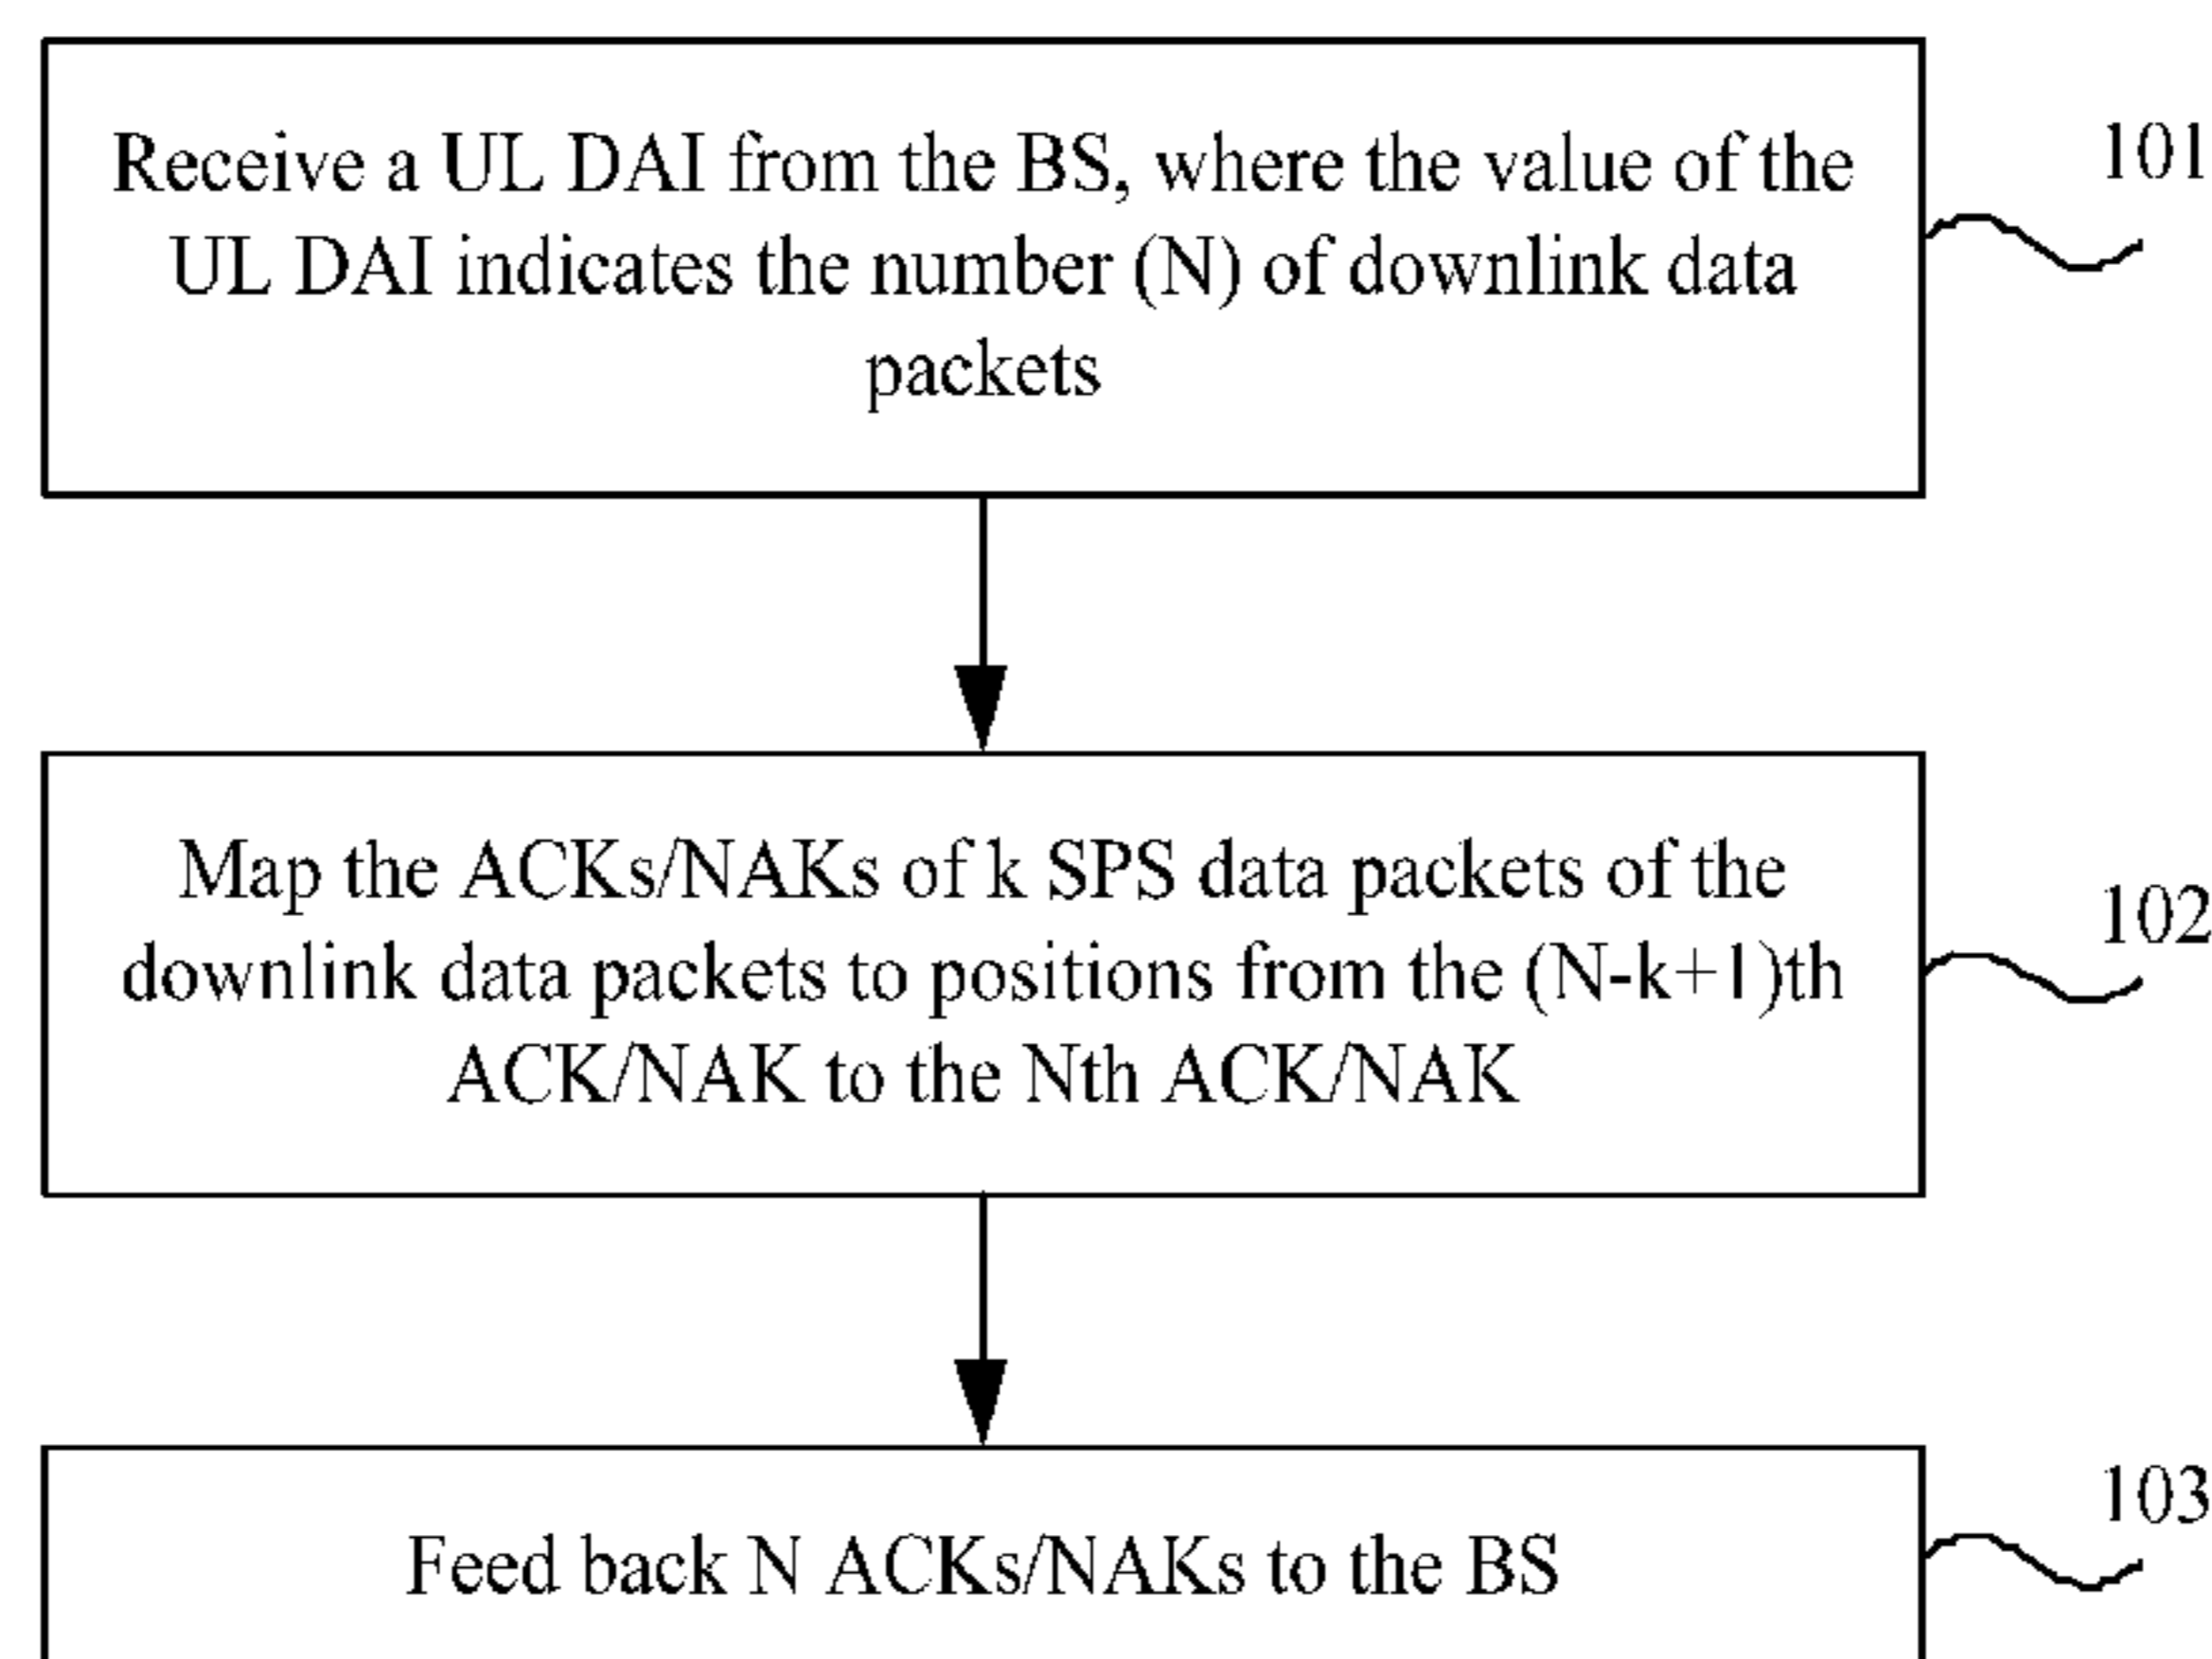 Receive a UL DAI from the BS, where the value of the
UL DAI indicates the number (N) of downlink data
packets
101
Map the ACKs/NAKs of k SPS data packets of the
downlink data packets to positions from the (N-k+1)th
ACK/NAK to the Nth ACK/NAK
102
Feed back N ACKs/NAKs to the BS
103